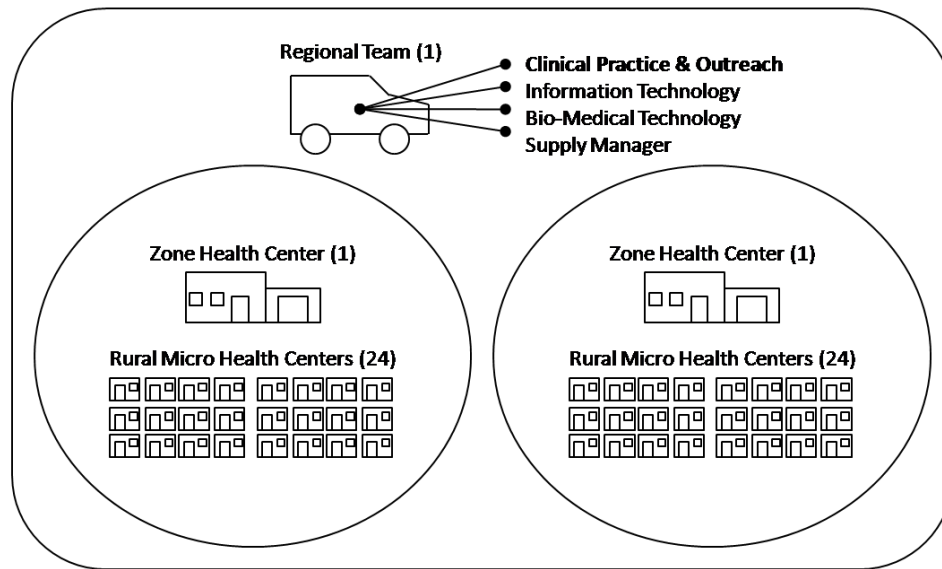 Regional Team (1)
Clinical Practice & Outreach
Information Technology
Bio-Medical Technology
Supply Manager
Zone Health Center (1)
Rural Micro Health Centers (24)
Zone Health Center (1)
Rural Micro Health Centers (24)